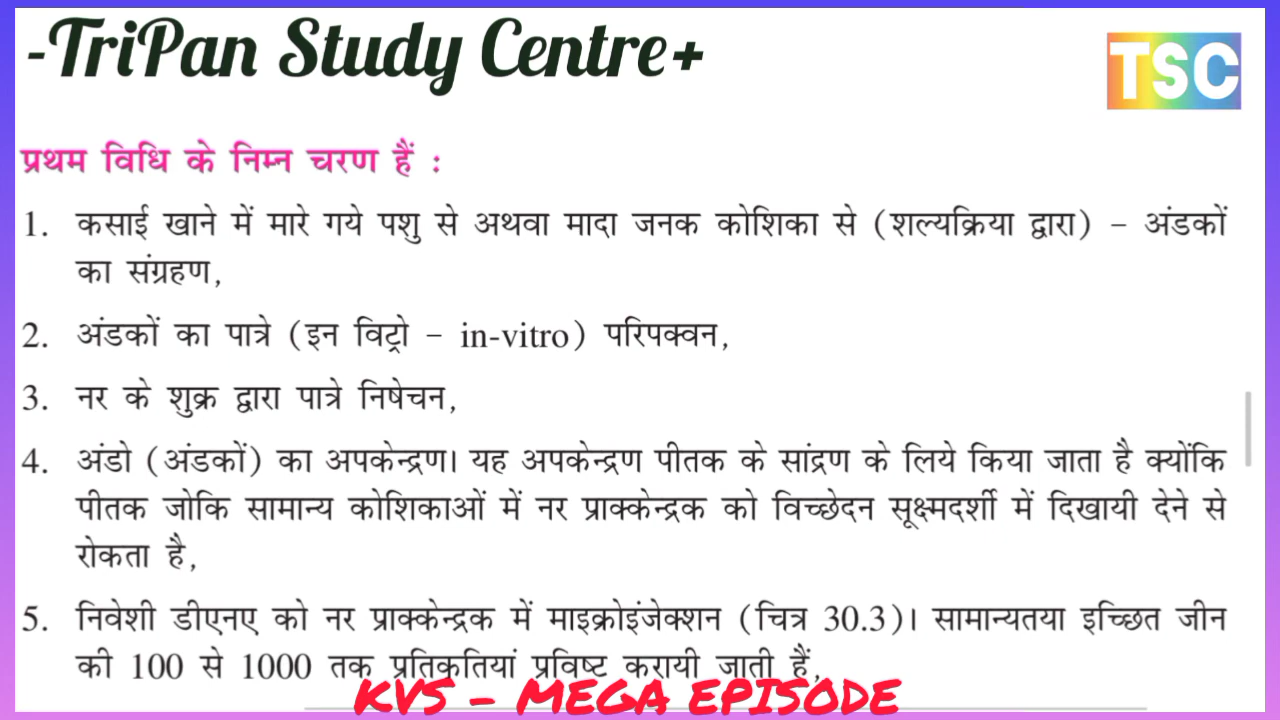 -TriPan Study Centre+
TSC
प्रथम विधि के निम्न चरण हैं :
1. कसाई खाने में मारे गये पशु से अथवा मादा जनक कोशिका से (शल्यक्रिया द्वारा) – अंडकों
का संग्रहण,
2. अंडकों का पात्रे (इन विट्रो – in-vitro) परिपक्वन,
3. नर के शुक्र द्वारा पात्रे निषेचन,
4. अंडो (अंडकों) का अपकेन्द्रण। यह अपकेन्द्रण पीतक के सांद्रण के लिये किया जाता है क्योंकि
पीतक जोकि सामान्य कोशिकाओं में नर प्राक्केन्द्रक को विच्छेदन सूक्ष्मदर्शी में दिखायी देने से
रोकता है,
5. निवेशी डीएनए को नर प्राक्केन्द्रक में माइक्रोइंजेक्शन (चित्र 30.3)। सामान्यतया इच्छित जीन
की 100 से 1000 तक प्रतिकृतियां प्रविष्ट करायी जाती हैं,
KVS - MEGA EPISODE